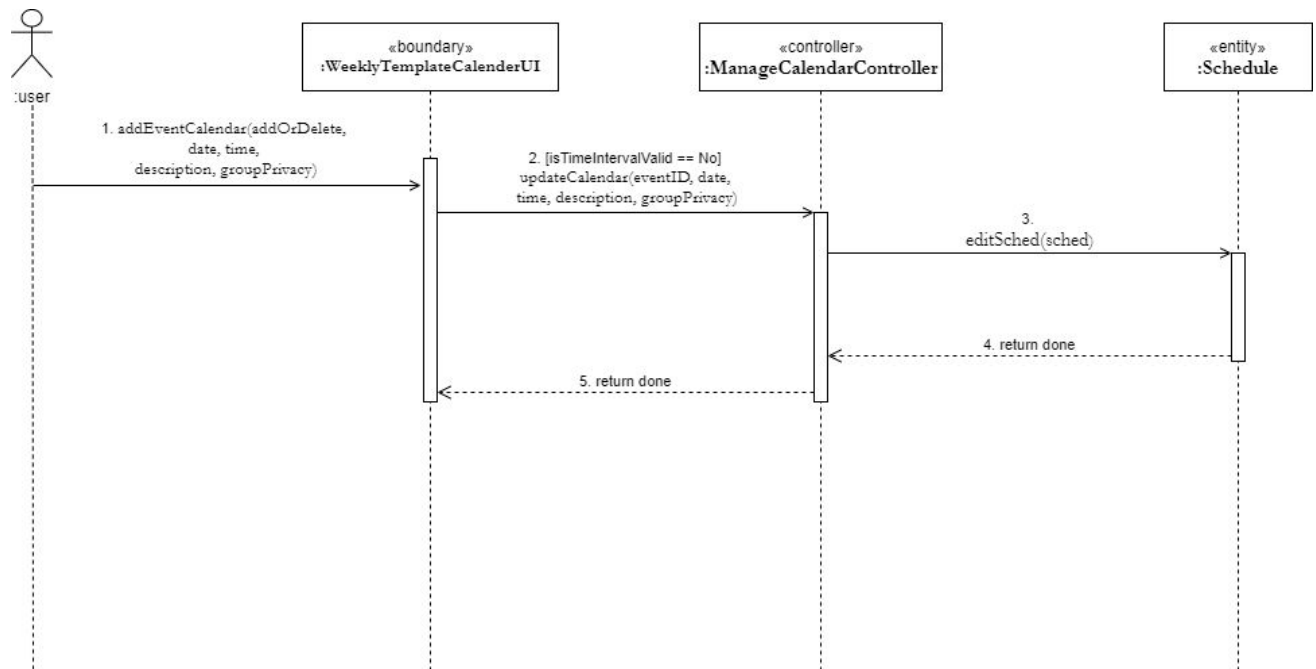 «boundary»
:WeeklyTemplateCalenderUI
«controller»
:ManageCalendarController
«entity»
:Schedule
:user
1. addEventCalendar(addOrDelete,
date, time,
description, groupPrivacy)
2. [isTimeIntervalValid == No]
updateCalendar(eventID, date,
time, description, groupPrivacy)
3.
editSched(sched)
4. return done
5. return done